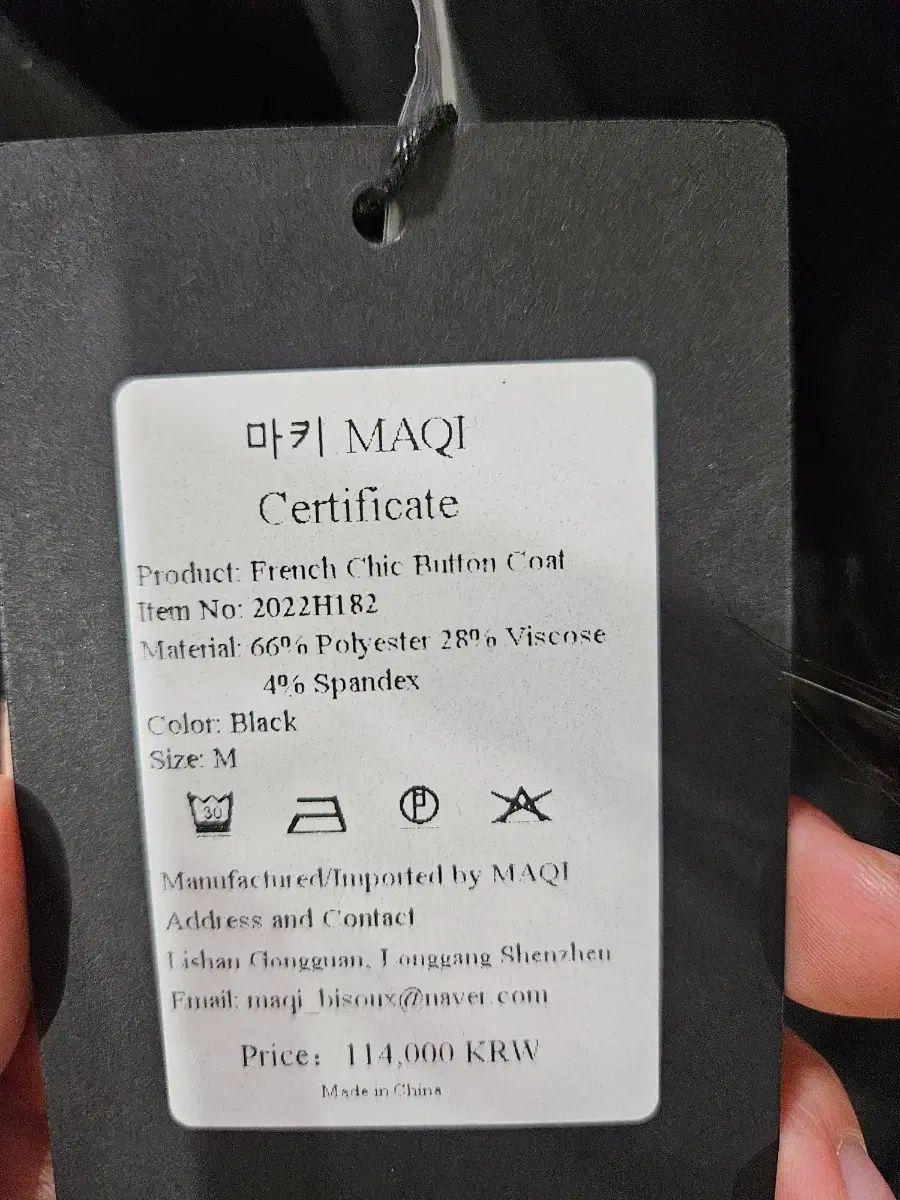 마키 MAQI
Certificate
Product: French Chic Button Coat
Item No: 2022H182
Material: 66% Polyester 28% Viscose
4% Spandex
Color: Black
Size: M
30
P
Manufactured/Imported by MAQI
Address and Contact
Lishan Gongguan, Longgang Shenzhen
Email: maqi_bisoux@naver.com
Price: 114,000 KRW
Made in China